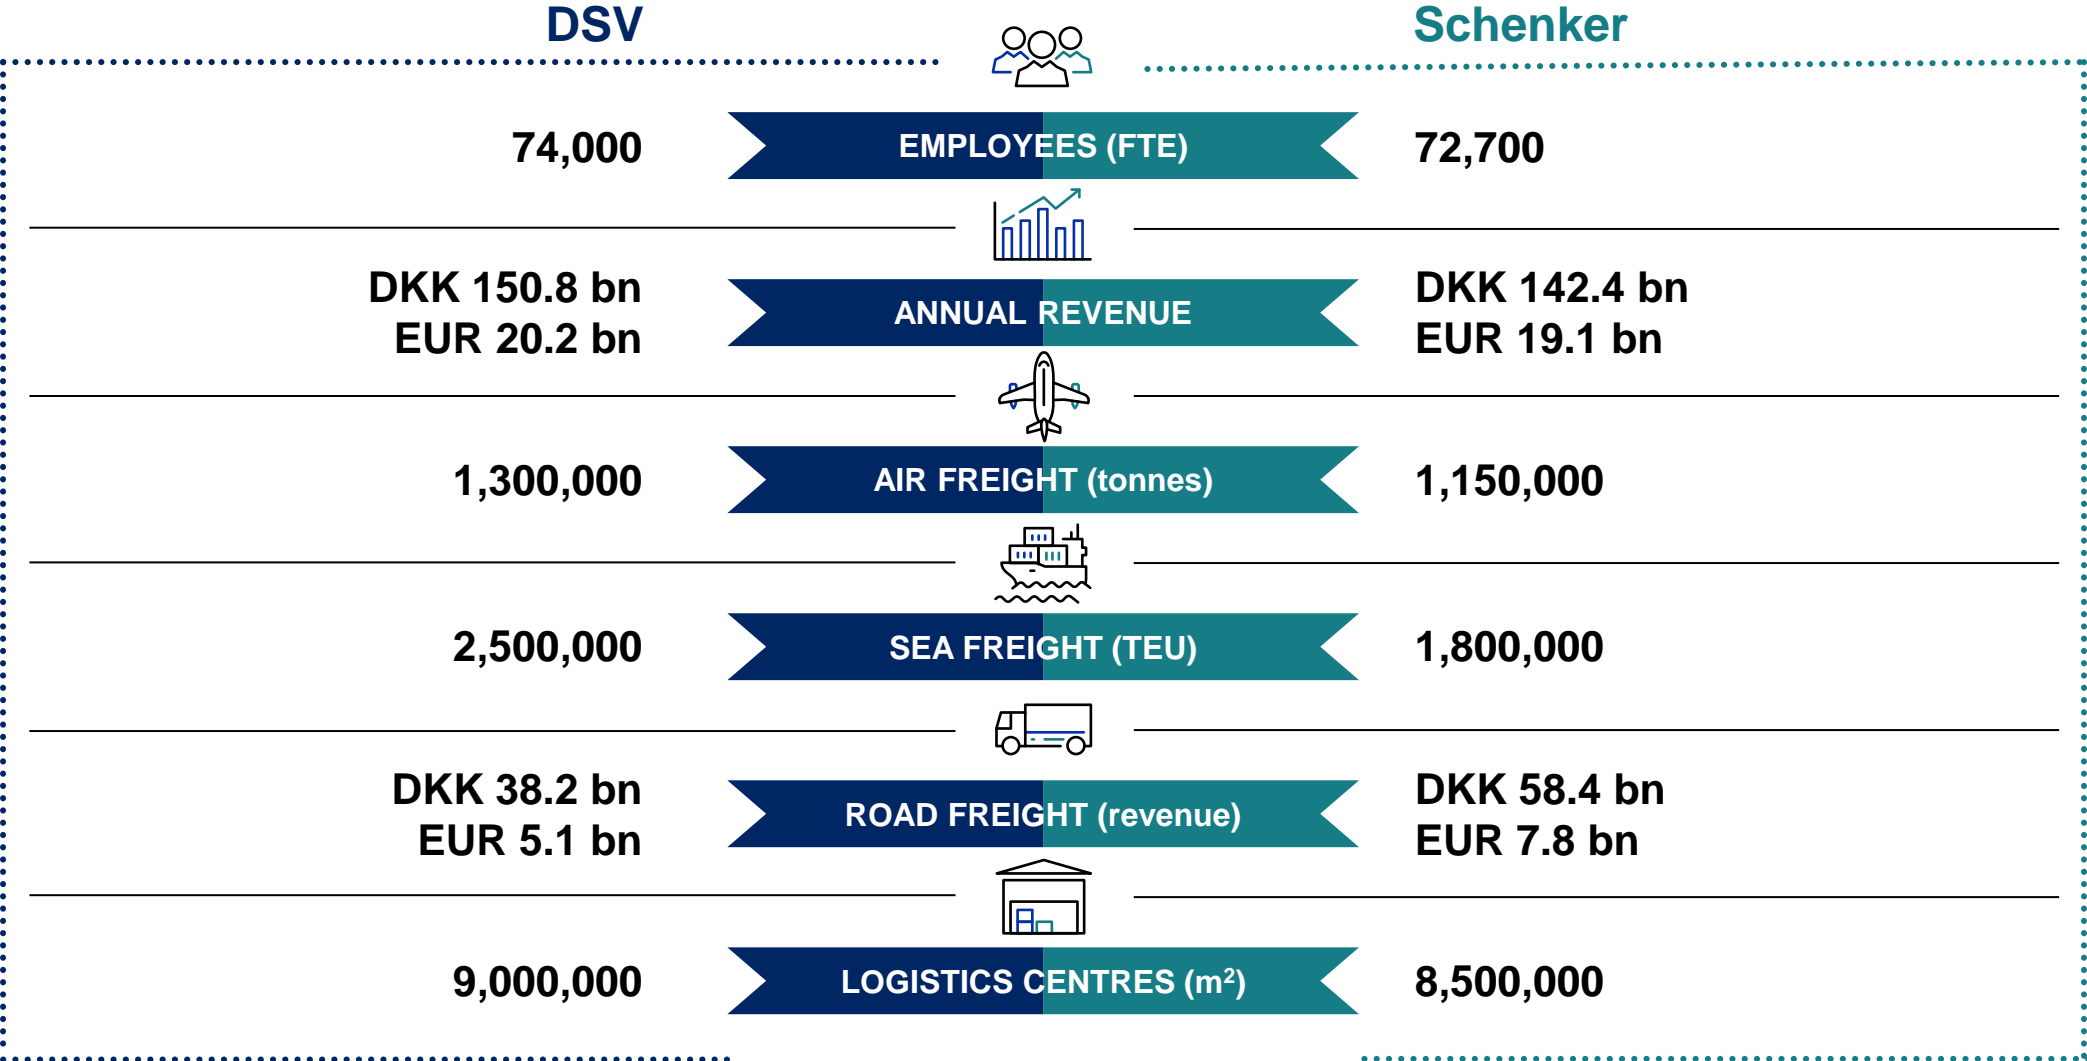 DSV
Schenker
74,000
EMPLOYEES (FTE)
72,700
DKK 150.8 bn
EUR 20.2 bn
ANNUAL REVENUE
DKK 142.4 bn
EUR 19.1 bn
1,300,000
AIR FREIGHT (tonnes)
1,150,000
2,500,000
SEA FREIGHT (TEU)
1,800,000
DKK 38.2 bn
EUR 5.1 bn
ROAD FREIGHT (revenue)
DKK 58.4 bn
EUR 7.8 bn
9,000,000
LOGISTICS CENTRES (m²)
8,500,000